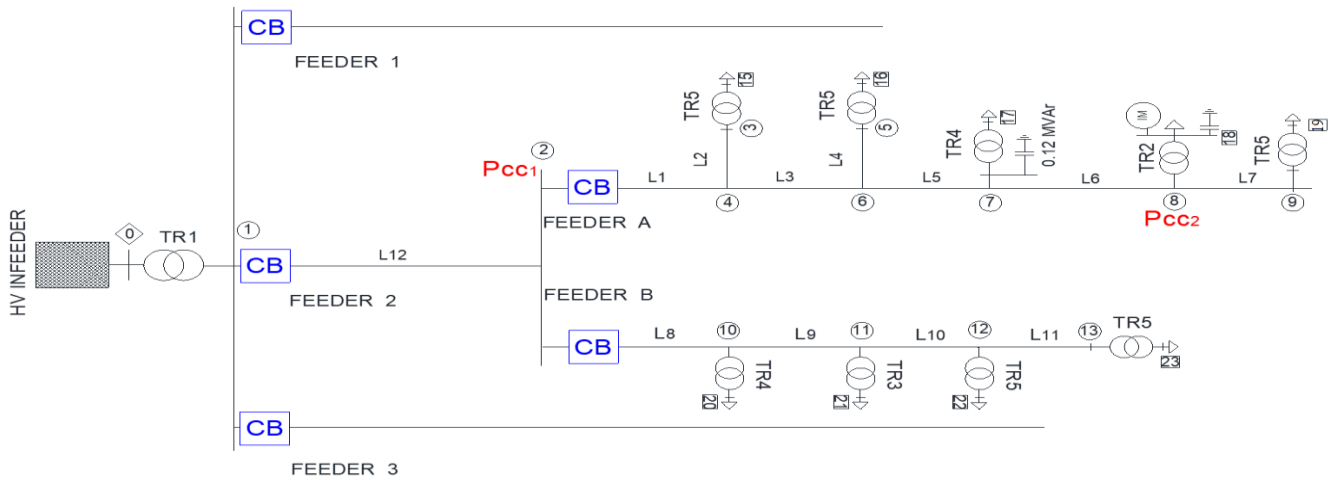 CB
FEEDER 1
15
TR5
3
16
TR5
5
17
TR4
0.12 MVAr
IM
18
TR2
19
TR5
2
Pcc1
CB
L1
L2
L3
L4
L5
L6
L7
4
6
7
8
9
FEEDER A
Pcc2
HV INFEEDER
0
TR1
1
CB
L12
FEEDER 2
FEEDER B
CB
L8
10
L9
11
L10
12
L11
13
TR5
23
TR4
20
TR3
21
TR5
22
CB
FEEDER 3